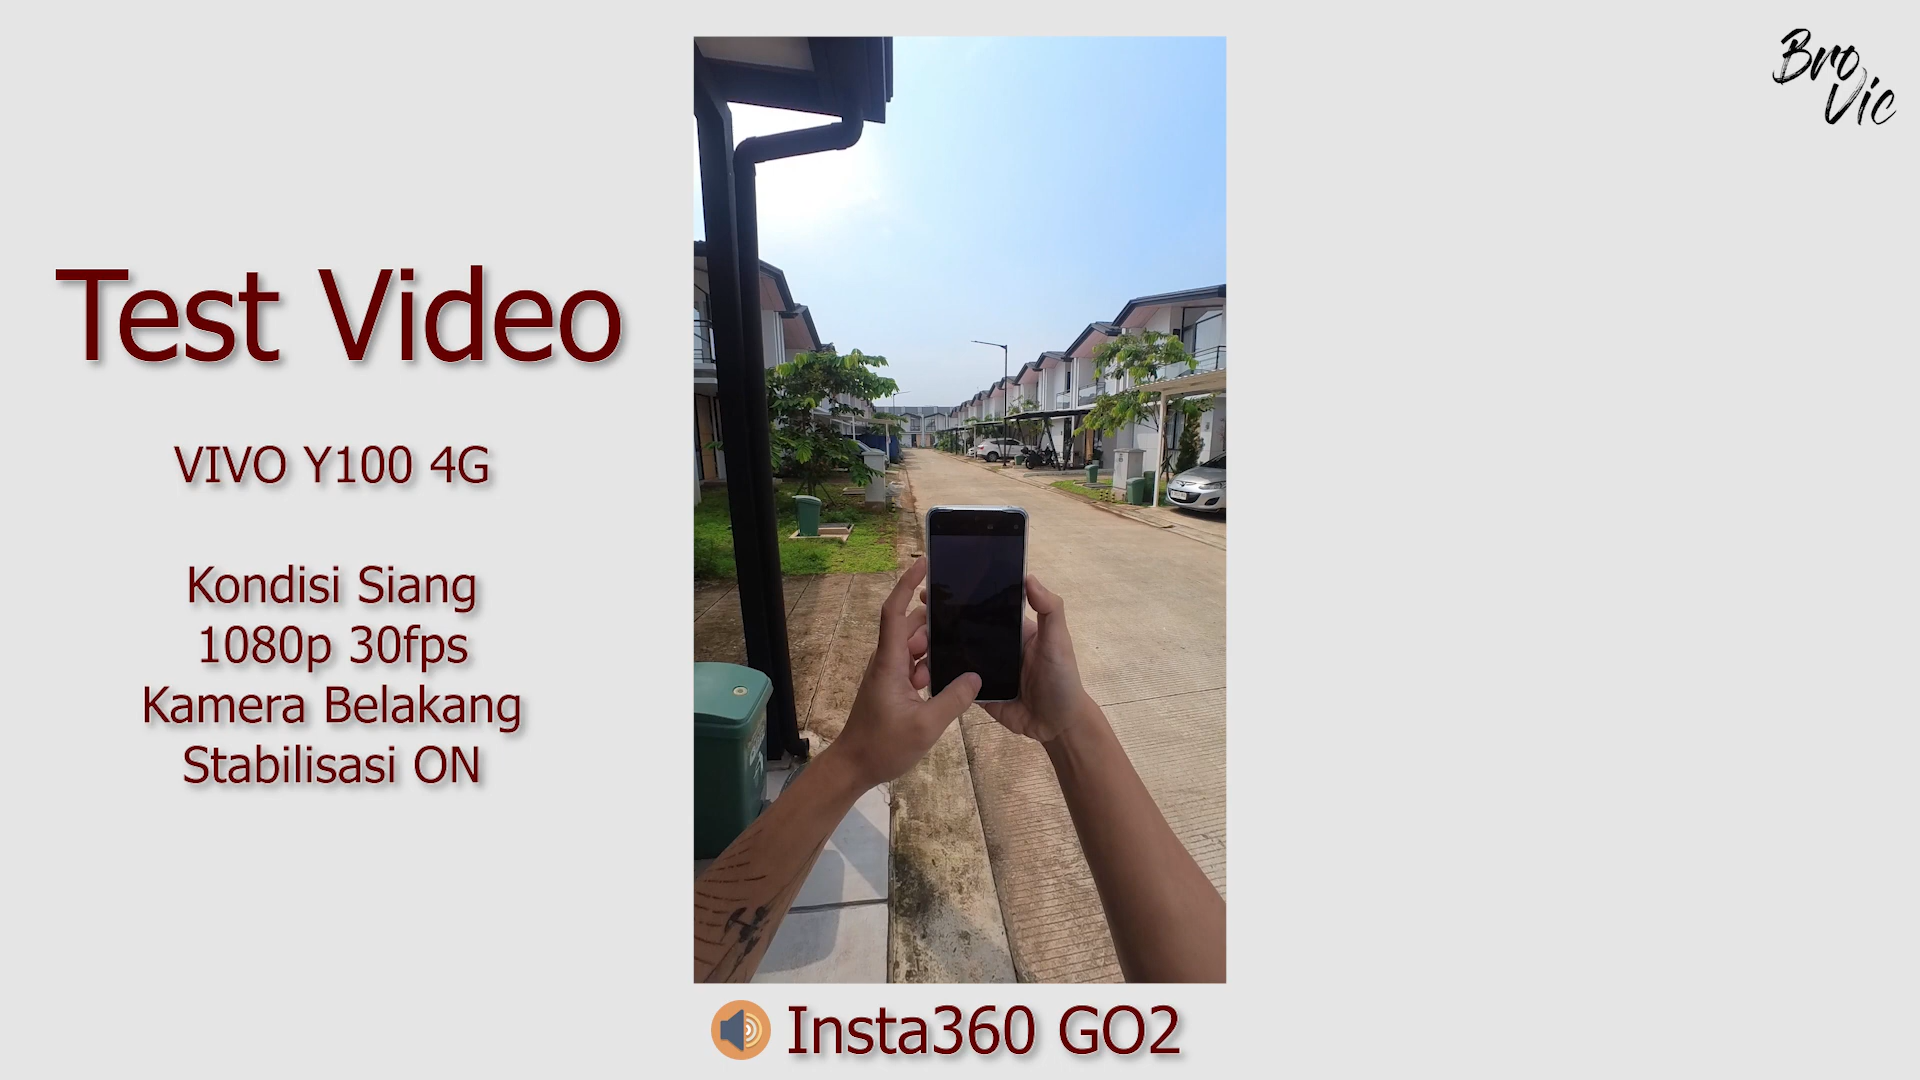 Test Video
VIVO Y100 4G
Kondisi Siang
1080p 30fps
Kamera Belakang
Stabilisasi ON
Bro
Vic
Insta360 GO2